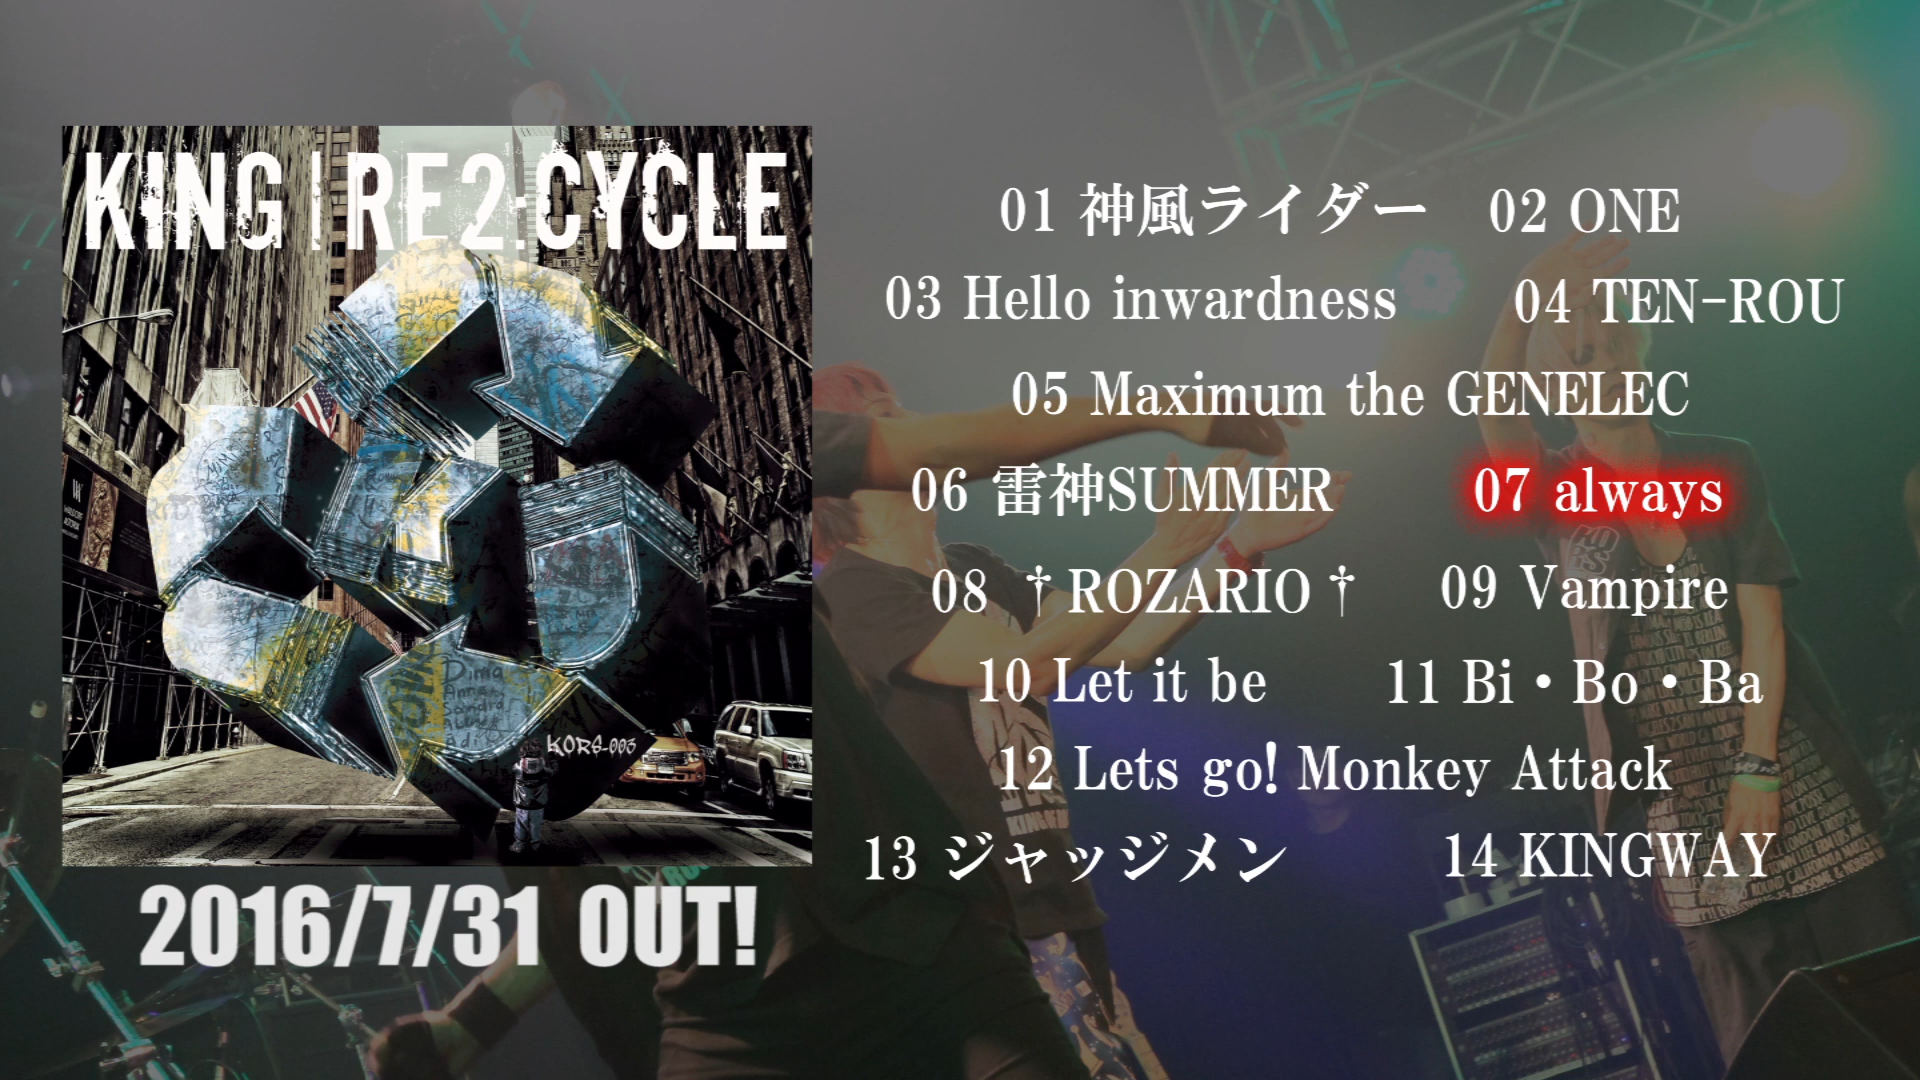 KING | RE2:CYCLE
Dima
KORS-003
2016/7/31 OUT!
01 神風ライダー 02 ONE
03 Hello inwardness 04 TEN-ROU
05 Maximum the GENELEC
06 雷神SUMMER 07 always
08 †ROZARIO† 09 Vampire
10 Let it be 11 Bi・Bo・Ba
12 Lets go! Monkey Attack
13 ジャッジメン 14 KINGWAY